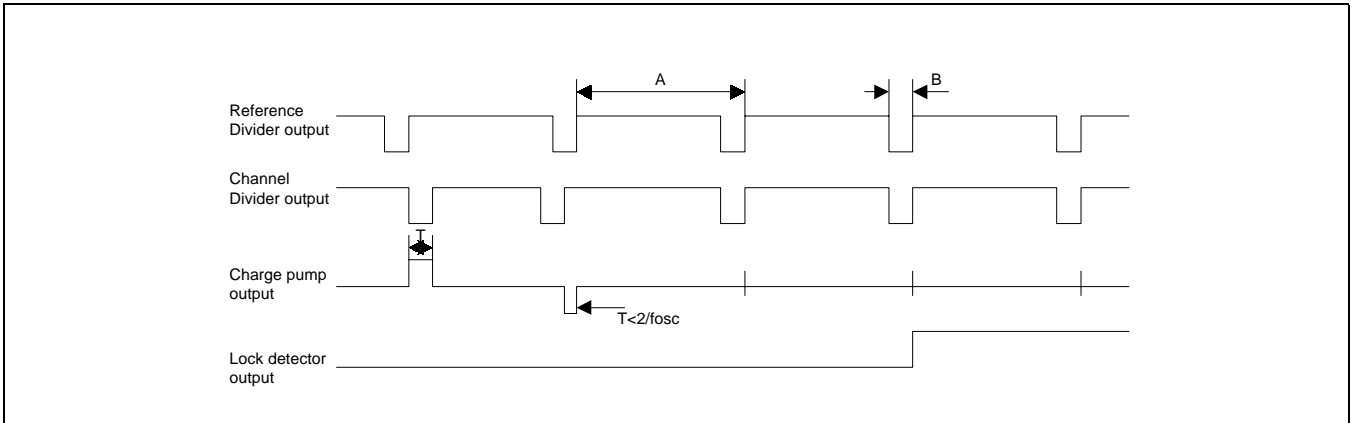 A
B
Reference
Divider output
Channel
Divider output
T
Charge pump
output
T<2/fosc
Lock detector
output